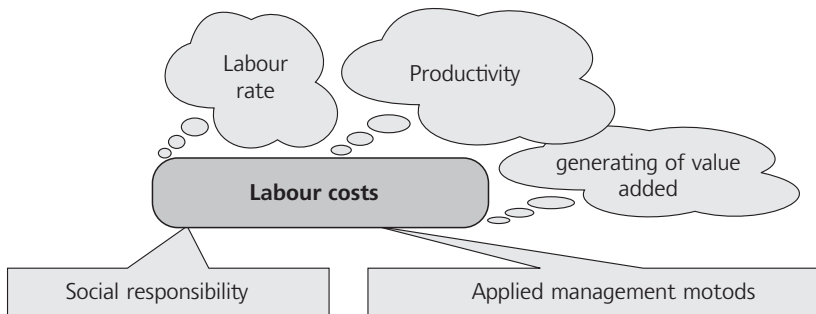 Labour
rate
Productivity
generating of value
added
Labour costs
Social responsibility
Applied management motods